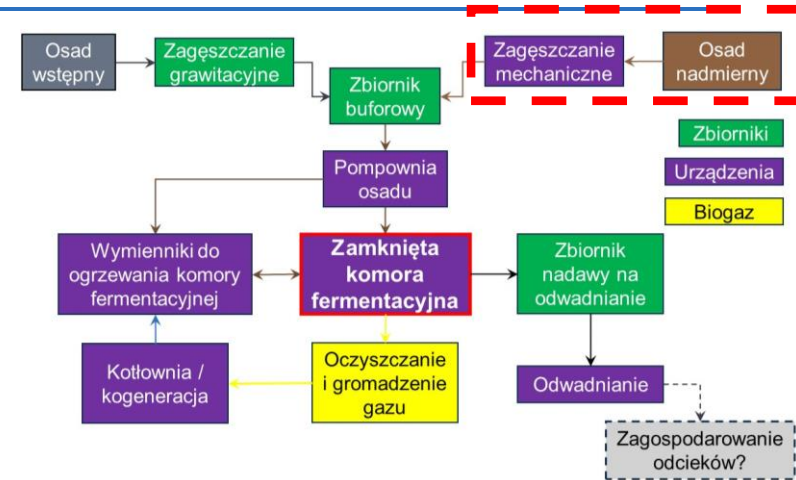 Osad
wstępny
Zagęszczanie
grawitacyjne
Zbiornik
buforowy
Zagęszczanie
mechaniczne
Osad
nadmierny
Zbiorniki
Urządzenia
Biogaz
Pompownia
osadu
Wymienniki do
ogrzewania komory
fermentacyjnej
Zamknięta
komora
fermentacyjna
Zbiornik
nadawy na
odwadnianie
Kotłownia /
kogeneracja
Oczyszczanie
i gromadzenie
gazu
Odwadnianie
Zagospodarowanie
odcieków?